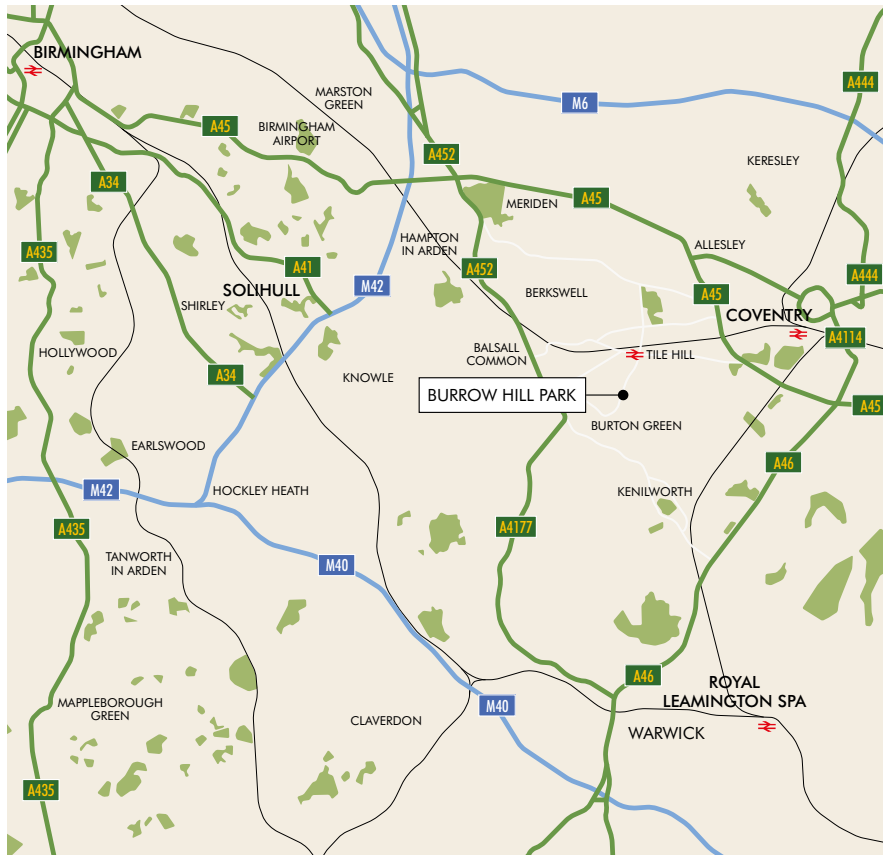 BIRMINGHAM
MARSTON
GREEN
M6
A444
A45
BIRMINGHAM
AIRPORT
A452
KERESLEY
A34
A45
MERIDEN
A435
HAMPTON
IN ARDEN
ALLESLEY
A41
A452
A444
M42
SOLIHULL
BERKSWELL
A45
SHIRLEY
COVENTRY
A4114
HOLLYWOOD
BALSALL
COMMON
TILE HILL
A34
KNOWLE
BURROW HILL PARK
A45
BURTON GREEN
EARLSWOOD
A46
M42
HOCKLEY HEATH
KENILWORTH
A435
A4177
TANWORTH
IN ARDEN
M40
A46
ROYAL
LEAMINGTON SPA
MAPPLEBOROUGH
GREEN
M40
CLAVERDON
WARWICK
A435